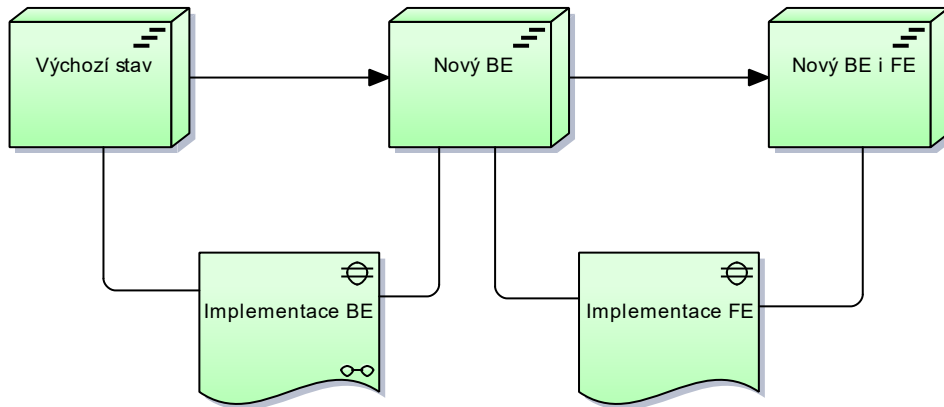 Výchozí stav
Nový BE
Nový BE i FE
Implementace BE
Implementace FE